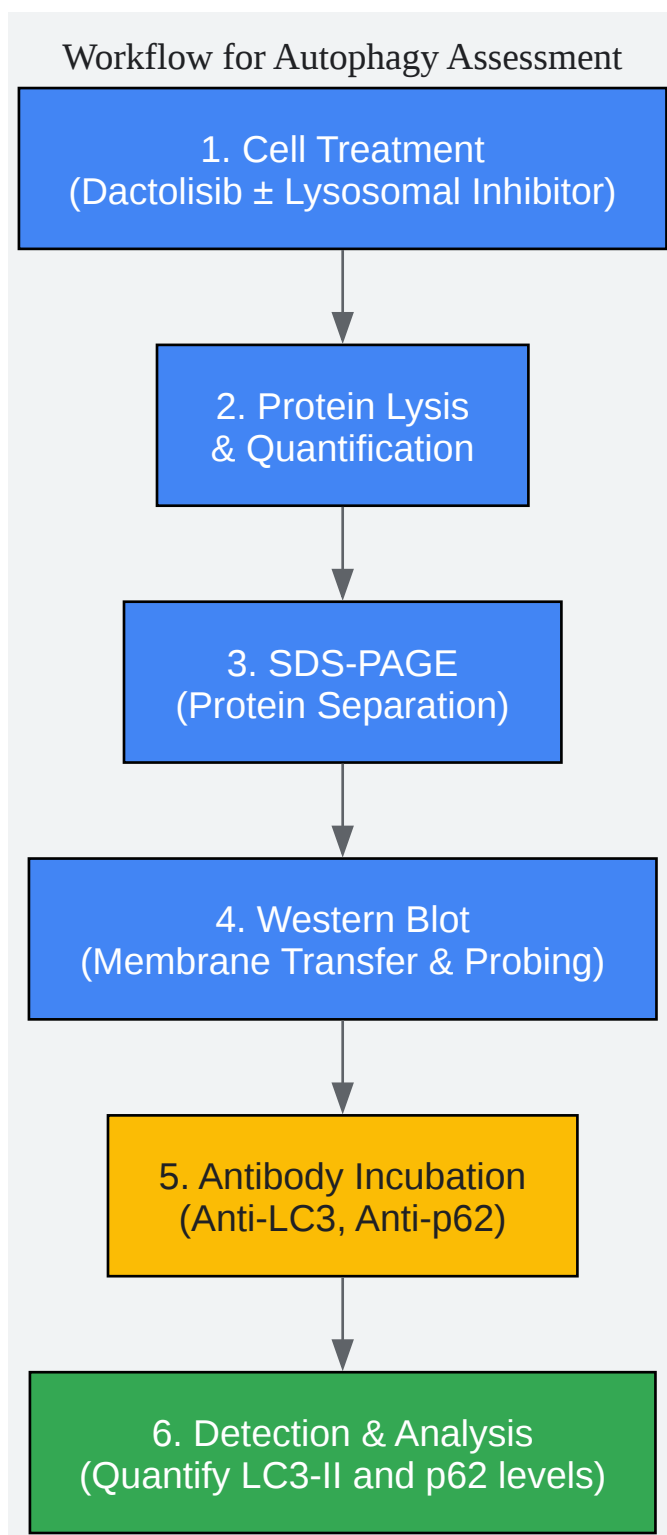 Workflow for Autophagy Assessment
1. Cell Treatment
(Dactolisib ± Lysosomal Inhibitor)
2. Protein Lysis
& Quantification
3. SDS-PAGE
(Protein Separation)
4. Western Blot
(Membrane Transfer & Probing)
5. Antibody Incubation
(Anti-LC3, Anti-p62)
6. Detection & Analysis
(Quantify LC3-II and p62 levels)